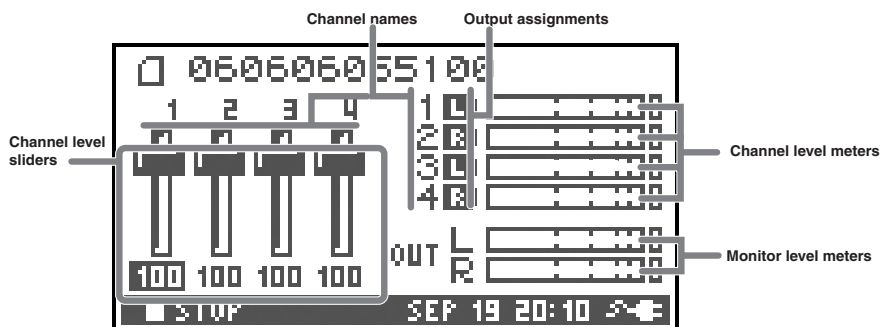 Channel names
Output assignments
060606055100
1 2 3 4
1 L
2 R
3 L
4 R
Channel level
sliders
Channel level meters
OUT L
R
Monitor level meters
100 100 100 100
STOP SEP 19 20:10